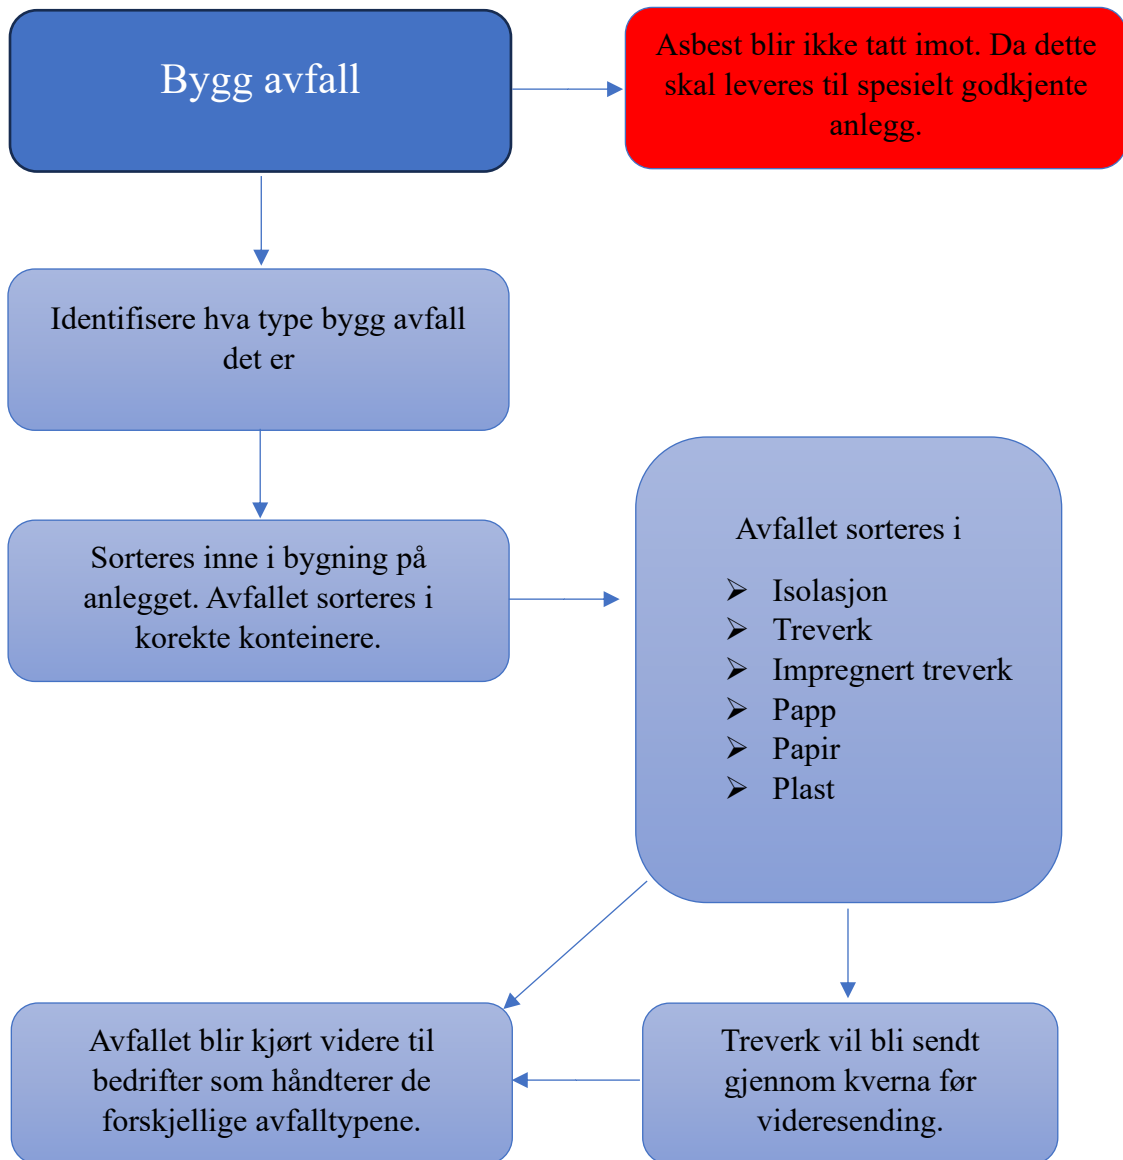 Bygg avfall
Asbest blir ikke tatt imot. Da dette
skal leveres til spesielt godkjente
anlegg.
Identifisere hva type bygg avfall
det er
Sorteres inne i bygning på
anlegget. Avfallet sorteres i
korekte konteinere.
Avfallet sorteres i
➢ Isolasjon
➢ Treverk
➢ Impregnert treverk
➢ Papp
➢ Papir
➢ Plast
Avfallet blir kjørt videre til
bedrifter som håndterer de
forskjellige avfalltypene.
Treverk vil bli sendt
gjennom kverna før
videresending.